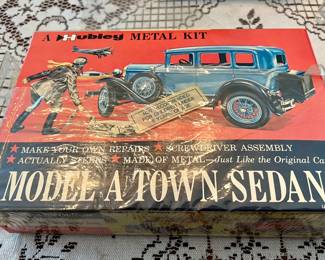 A Hubley METAL KIT
★ MAKE YOUR OWN REPAIRS ★ SCREWDRIVER ASSEMBLY
★ ACTUALLY STEERS ★ MADE OF METAL—Just Like the Original Car
MODEL A TOWN SEDAN